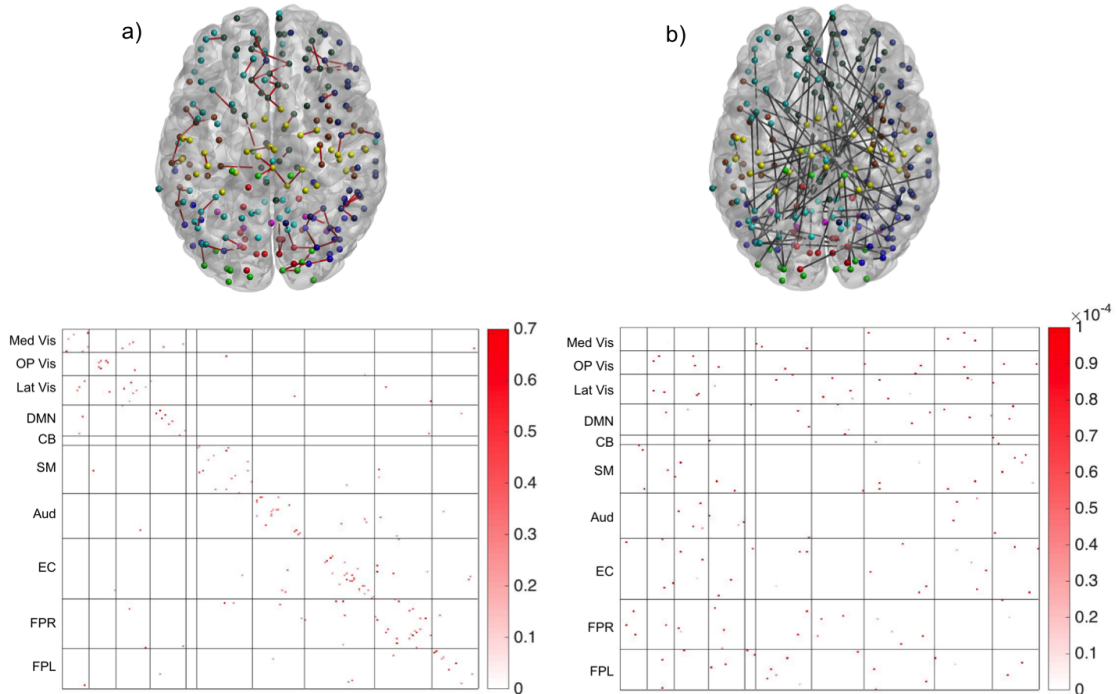 a)
b)
Med Vis
OP Vis
Lat Vis
DMN
CB
SM
Aud
EC
FPR
FPL
0.7
0.6
0.5
0.4
0.3
0.2
0.1
0
Med Vis
OP Vis
Lat Vis
DMN
CB
SM
Aud
EC
FPR
FPL
×10⁻⁴
1
0.9
0.8
0.7
0.6
0.5
0.4
0.3
0.2
0.1
0